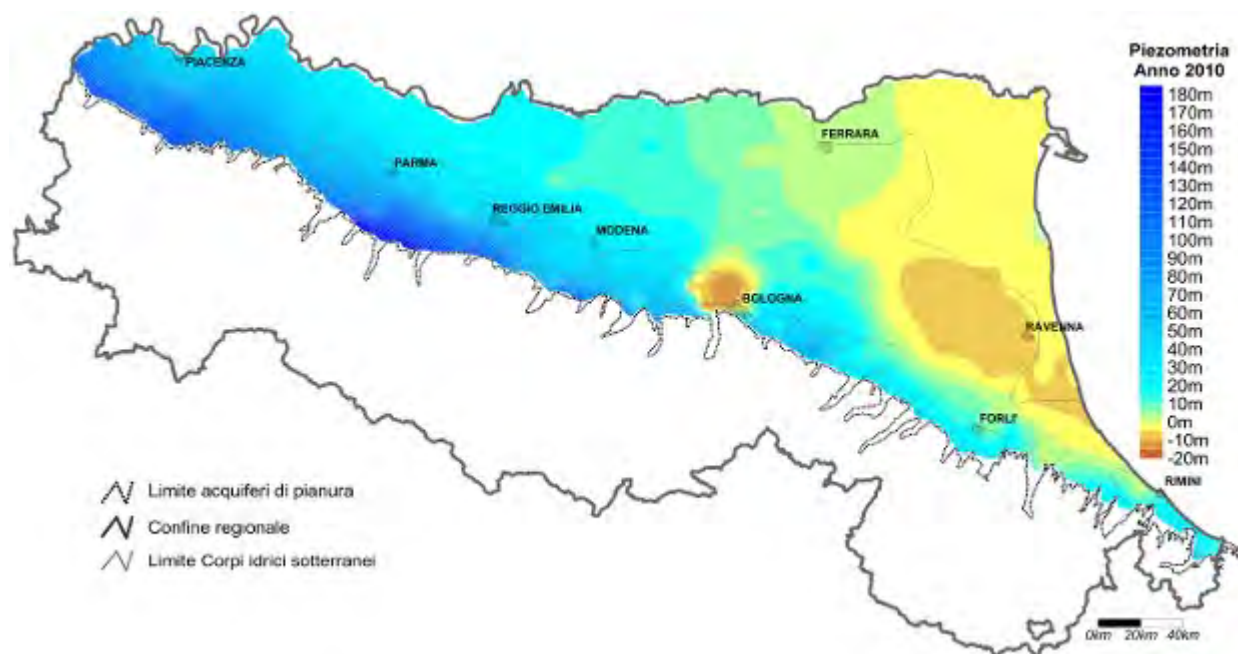 PIACENZA
PARMA
REGGIO EMILIA
MODENA
BOLOGNA
FERRARA
RAVENNA
FORLI'
RIMINI
Piezometria
Anno 2010
180m
170m
160m
150m
140m
130m
120m
110m
100m
90m
80m
70m
60m
50m
40m
30m
20m
10m
0m
-10m
-20m
Limite acquiferi di pianura
Confine regionale
Limite Corpi idrici sotterranei
0km 20km 40km